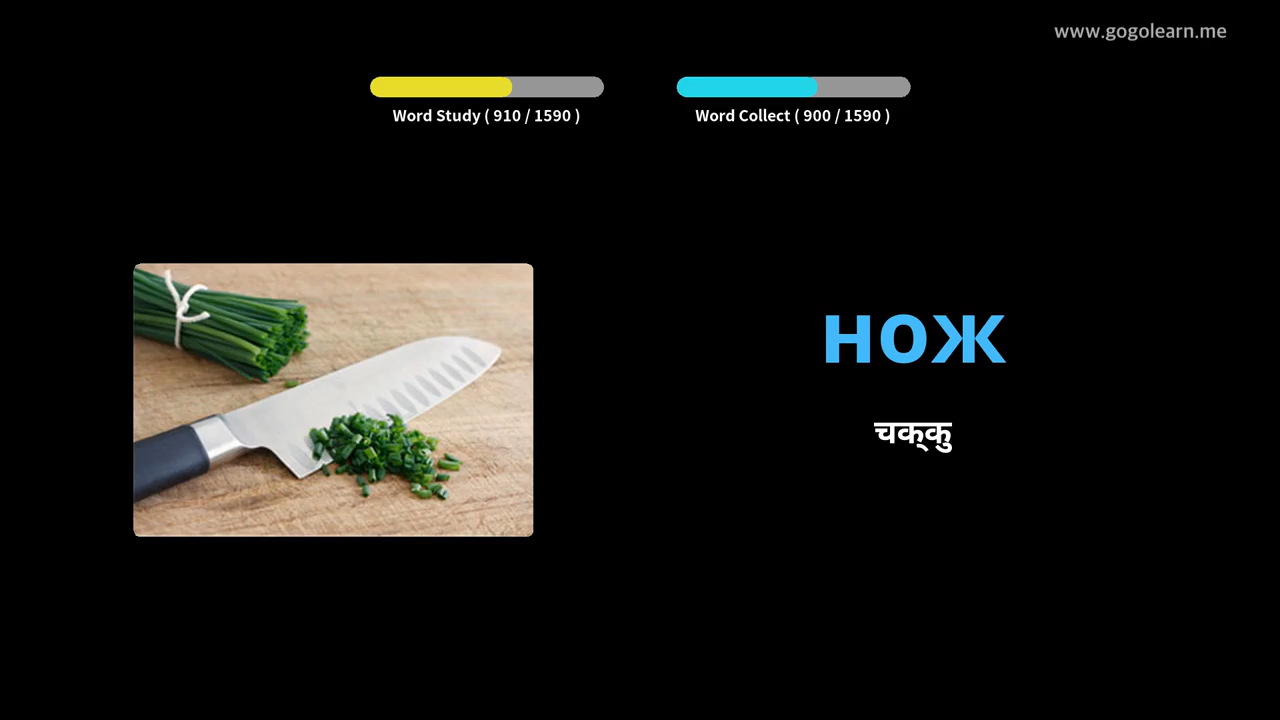 www.gogolearn.me
Word Study ( 910 / 1590 )
Word Collect ( 900 / 1590 )
нож
चक्कु